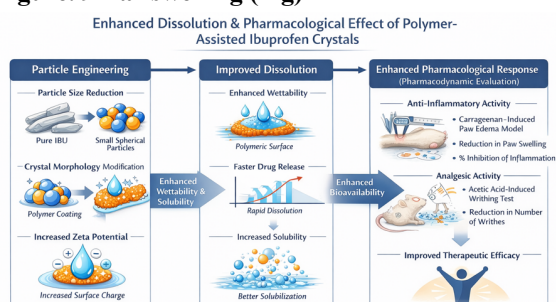 Enhanced Dissolution & Pharmacological Effect of Polymer-
Assisted Ibuprofen Crystals
Particle Engineering
Particle Size Reduction
Pure IBU
Small Spherical
Particles
Crystal Morphology Modification
Polymer Coating
Increased Zeta Potential
Increased Surface Charge
Enhanced
Wettability &
Solubility
Improved Dissolution
Enhanced Wettability
Polymeric Surface
Faster Drug Release
Rapid Dissolution
Increased Solubility
Better Solubilization
Enhanced
Bioavailability
Enhanced Pharmacological Response
(Pharmacodynamic Evaluation)
Anti-Inflammatory Activity
• Carrageenan-Induced
Paw Edema Model
• Reduction in Paw Swelling
• % Inhibition of Inflammation
Analgesic Activity
• Acetic Acid-Induced
Writhing Test
• Reduction in Number
of Writhes
Improved Therapeutic Efficacy